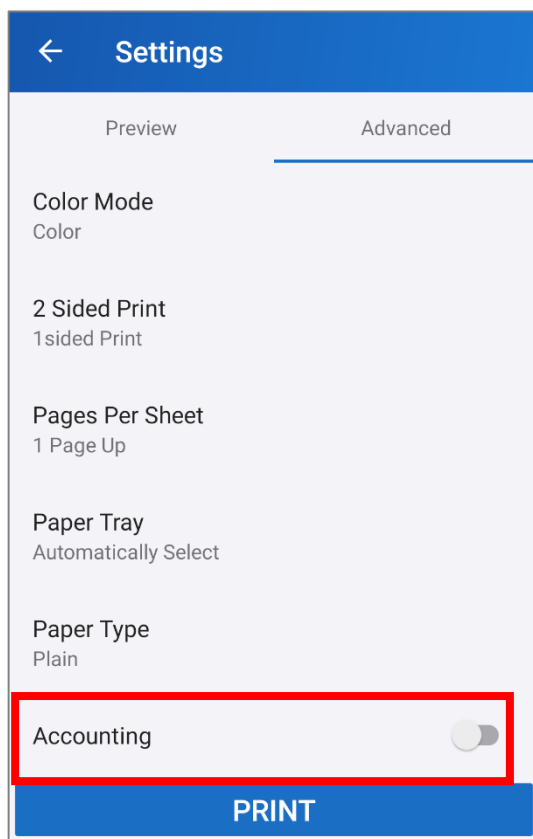 Settings
Preview Advanced
Color Mode
Color
2 Sided Print
1sided Print
Pages Per Sheet
1 Page Up
Paper Tray
Automatically Select
Paper Type
Plain
Accounting
PRINT